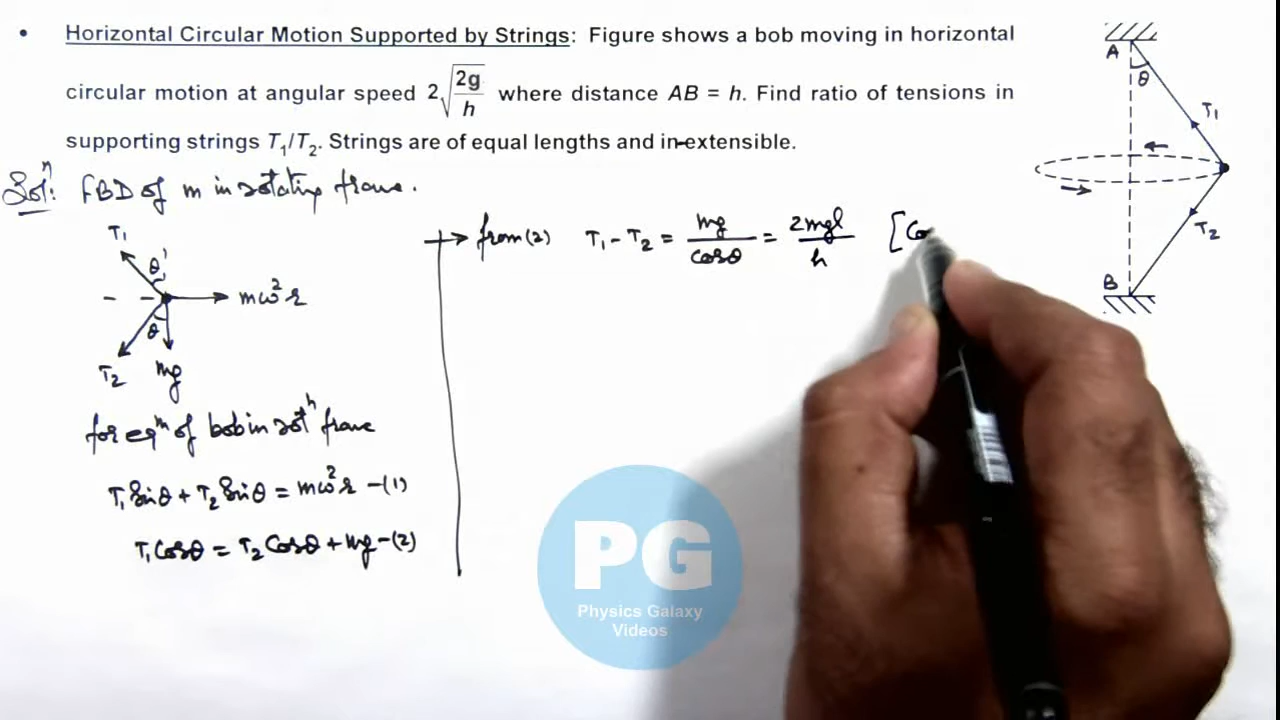 • Horizontal Circular Motion Supported by Strings: Figure shows a bob moving in horizontal
circular motion at angular speed 2√(2g/h) where distance AB = h. Find ratio of tensions in
supporting strings T₁/T₂. Strings are of equal lengths and in-extensible.
A
θ
T₁
T₂
B
Solⁿ: FBD of m in rotating frame.
T₁
θ
mω²r
θ
T₂
mg
for eqᵐ of bob in rotⁿ frame
T₁ Sinθ + T₂ Sinθ = mω²r –(1)
T₁ Cosθ = T₂ Cosθ + mg –(2)
→ from (2) T₁ - T₂ = mg/cosθ = 2mgl/h [Co
PG
Physics Galaxy
Videos